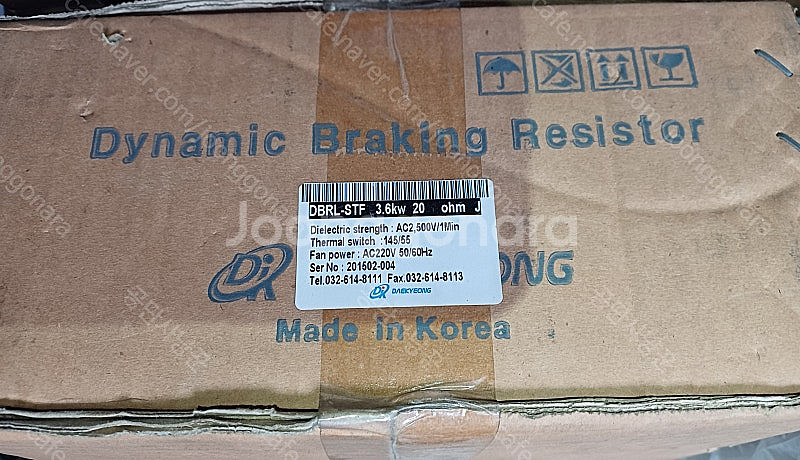 Dynamic Braking Resistor
DBRL-STF 3.6kw 20 ohm J
Dielectric strength : AC2,500V/1Min
Thermal switch :145/55
Fan power : AC220V 50/60Hz
Ser No : 201502-004
Tel.032-614-8111 Fax.032-614-8113
DAEKYEONG
ONG
Made in Korea